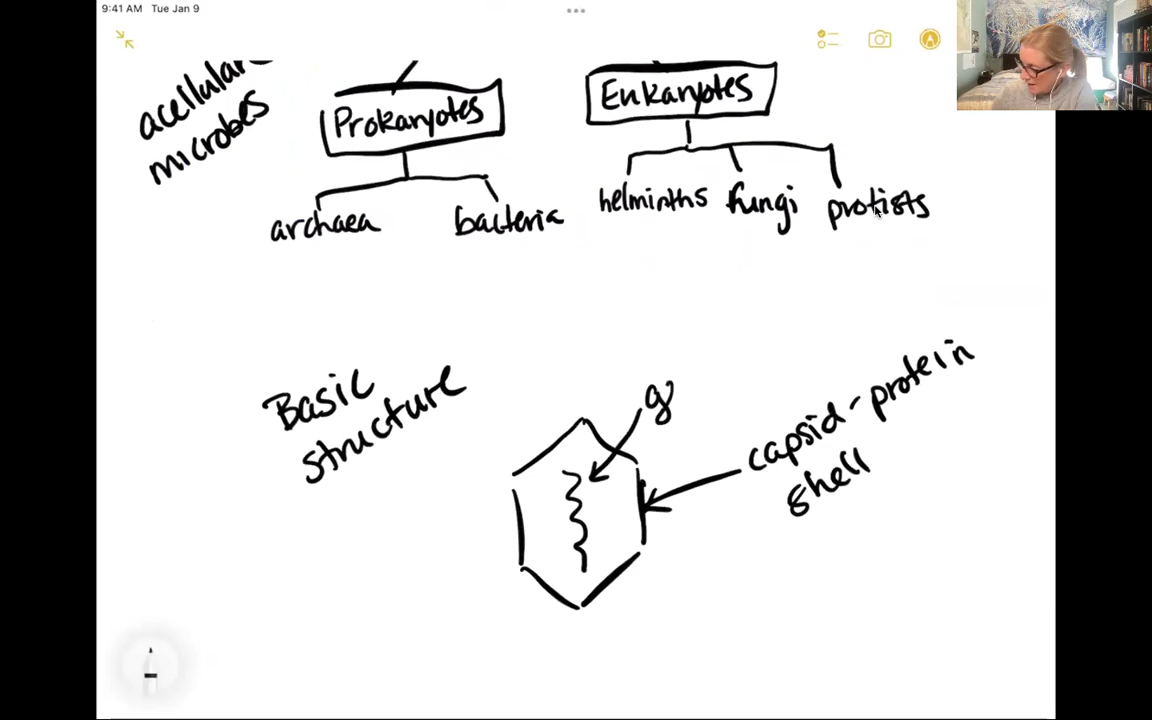 9:41 AM Tue Jan 9
acellular
microbes
Prokaryotes
Eukaryotes
archaea
bacteria
helminths
fungi
protists
Basic
structure
g
capsid-protein
shell